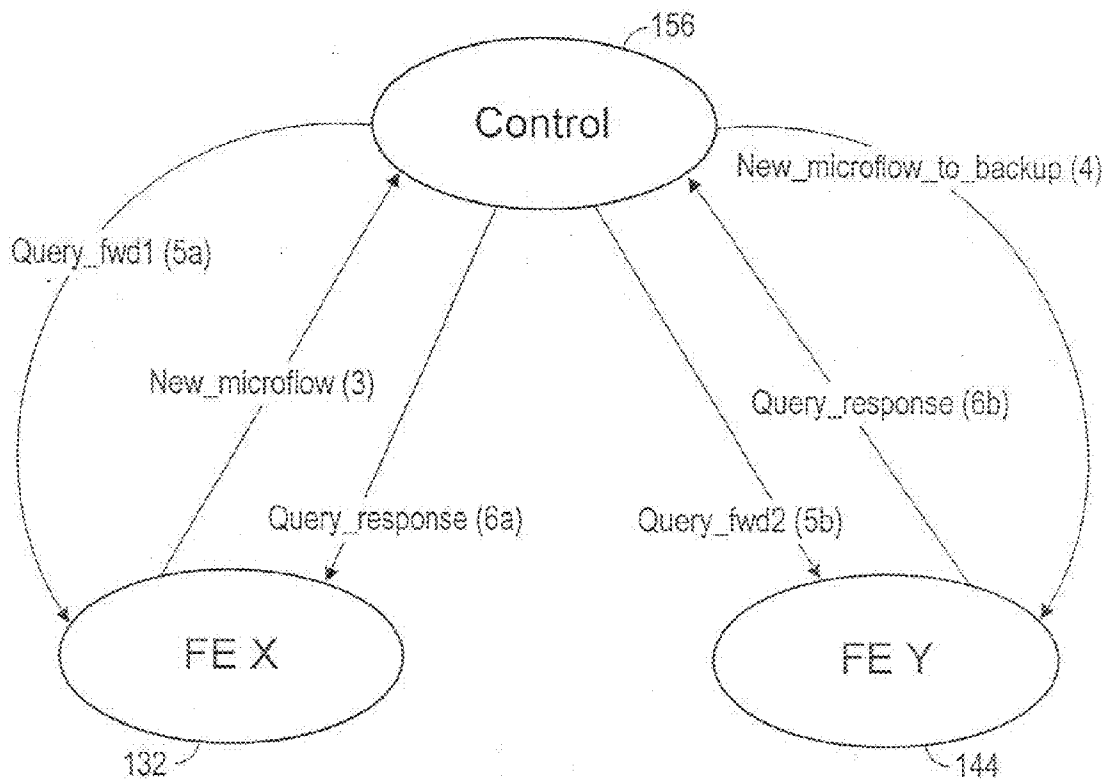 156
Control
New_microflow_to_backup (4)
Query_fwd1 (5a)
New_microflow (3)
Query_response (6b)
Query_response (6a)
Query_fwd2 (5b)
FE X
FE Y
132
144